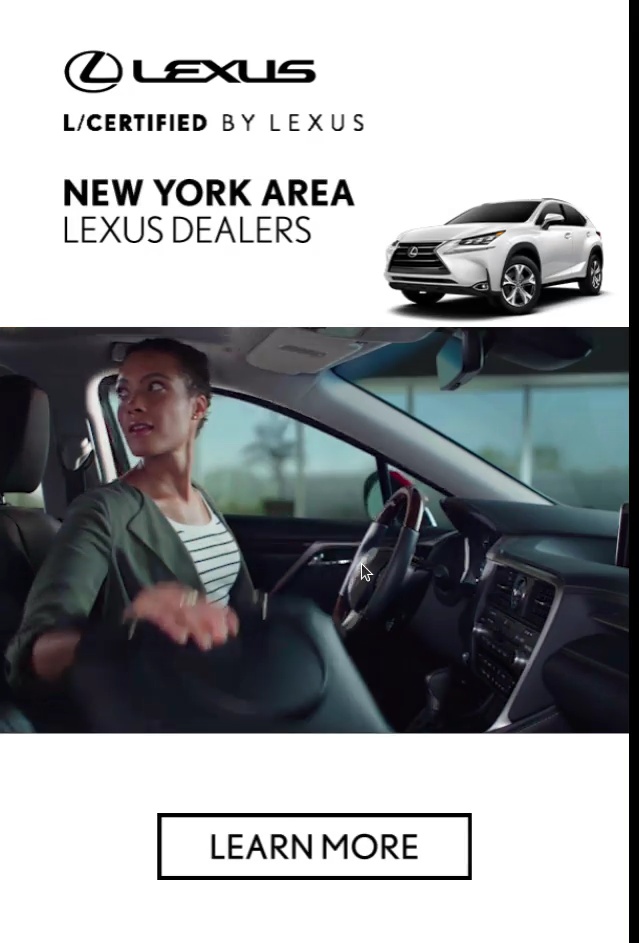 LEXUS
L/CERTIFIED BY LEXUS
NEW YORK AREA
LEXUS DEALERS
LEARN MORE